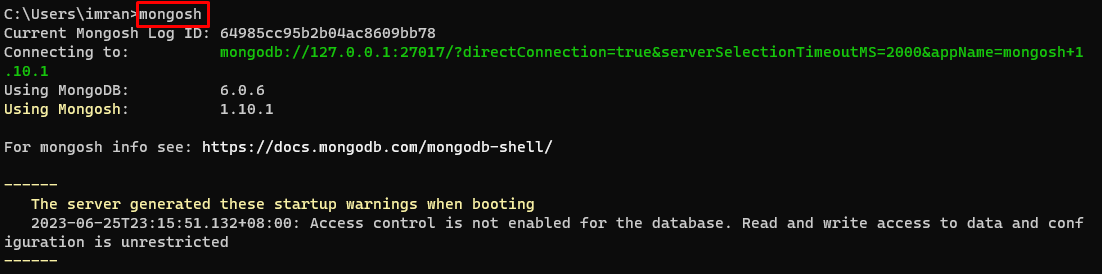 C:\Users\imran>mongosh
Current Mongosh Log ID: 64985cc95b2b04ac8609bb78
Connecting to:          mongodb://127.0.0.1:27017/?directConnection=true&serverSelectionTimeoutMS=2000&appName=mongosh+1
.10.1
Using MongoDB:          6.0.6
Using Mongosh:          1.10.1
For mongosh info see: https://docs.mongodb.com/mongodb-shell/
------
   The server generated these startup warnings when booting
   2023-06-25T23:15:51.132+08:00: Access control is not enabled for the database. Read and write access to data and conf
iguration is unrestricted
------